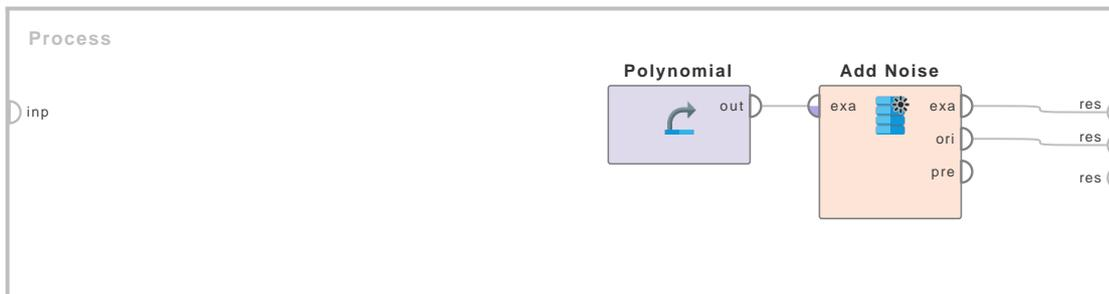 Process
inp
Polynomial
out
Add Noise
exa
exa
ori
pre
res
res
res